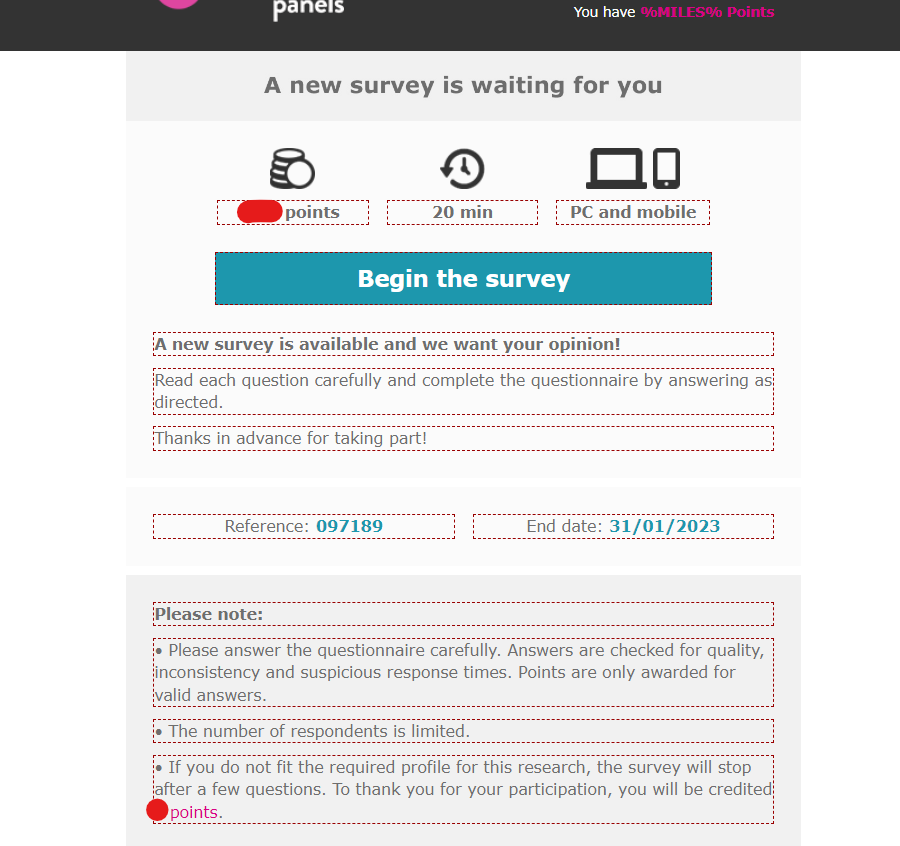 panels
You have %MILES% Points
A new survey is waiting for you
points
20 min
PC and mobile
Begin the survey
A new survey is available and we want your opinion!
Read each question carefully and complete the questionnaire by answering as
directed.
Thanks in advance for taking part!
Reference: 097189
End date: 31/01/2023
Please note:
• Please answer the questionnaire carefully. Answers are checked for quality,
inconsistency and suspicious response times. Points are only awarded for
valid answers.
• The number of respondents is limited.
• If you do not fit the required profile for this research, the survey will stop
after a few questions. To thank you for your participation, you will be credited
points.